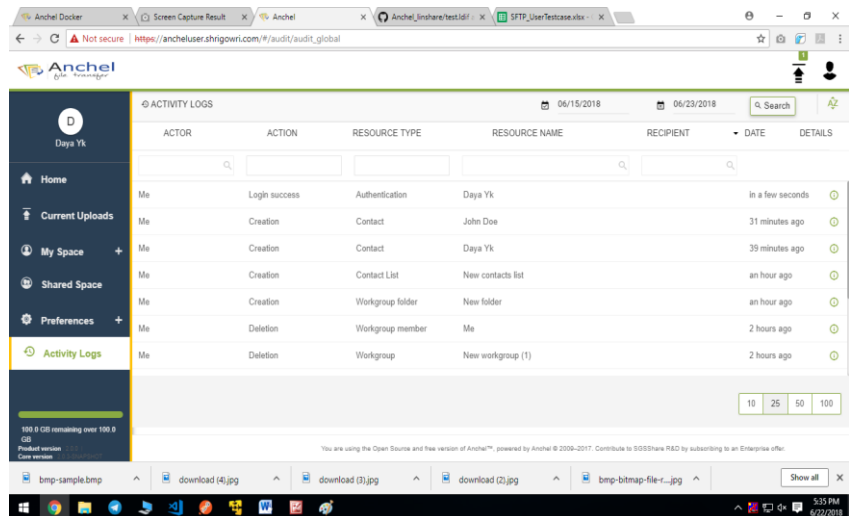 Anchel Docker
Screen Capture Result
Anchel
Anchel_linshare/test.ldif
SFTP_UserTestcase.xlsx -
Not secure | https://ancheluser.shrigowri.com/#/audit/audit_global
Anchel
file transfer
1
D
Daya Yk
Home
Current Uploads
My Space +
Shared Space
Preferences +
Activity Logs
100.0 GB remaining over 100.0
GB
Product version
Core version
ACTIVITY LOGS 06/15/2018 06/23/2018 Search AZ
ACTOR ACTION RESOURCE TYPE RESOURCE NAME RECIPIENT DATE DETAILS
Me Login success Authentication Daya Yk in a few seconds
Me Creation Contact John Doe 31 minutes ago
Me Creation Contact Daya Yk 39 minutes ago
Me Creation Contact List New contacts list an hour ago
Me Creation Workgroup folder New folder an hour ago
Me Deletion Workgroup member Me 2 hours ago
Me Deletion Workgroup New workgroup (1) 2 hours ago
10 25 50 100
You are using the Open Source and free version of Anchel™, powered by Anchel © 2009–2017. Contribute to SGSShare R&D by subscribing to an Enterprise offer.
bmp-sample.bmp
download (4).jpg
download (3).jpg
download (2).jpg
bmp-bitmap-file-r....jpg
Show all
5:35 PM
6/22/2018